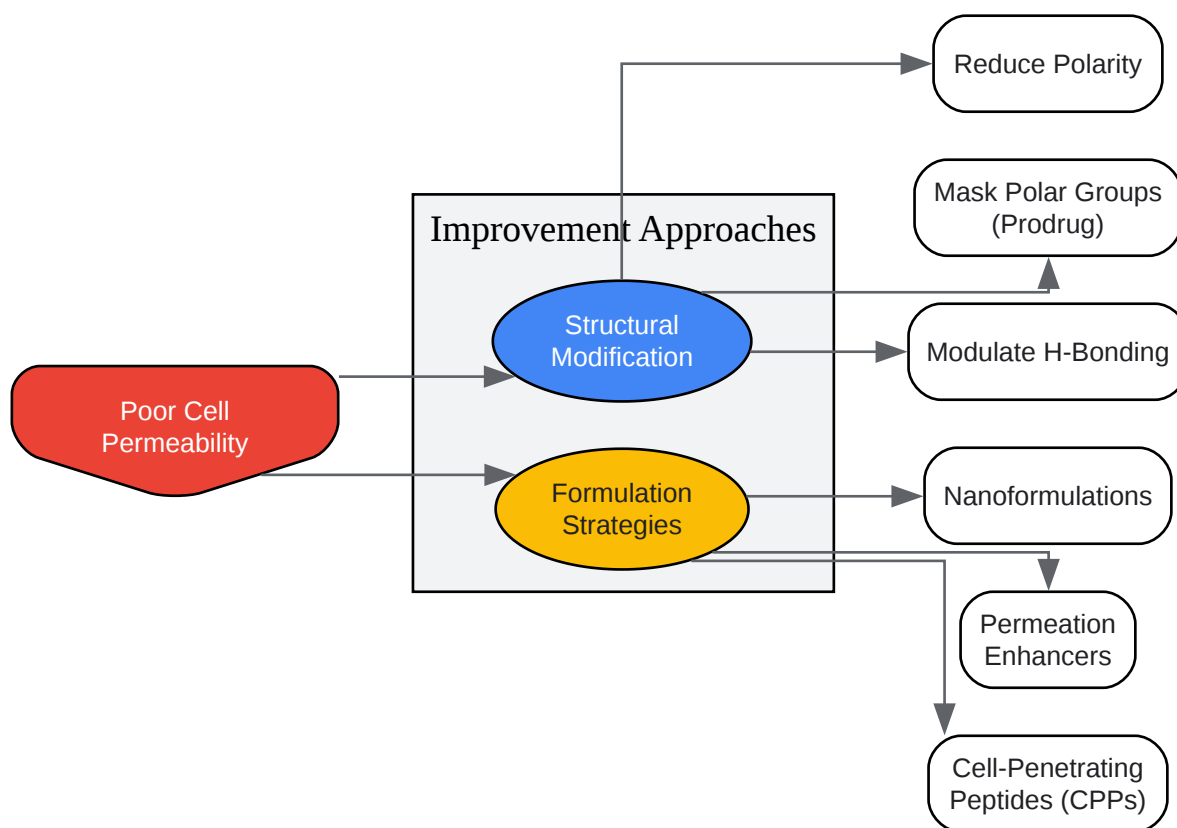 Reduce Polarity
Mask Polar Groups
(Prodrug)
Improvement Approaches
Structural
Modification
Modulate H-Bonding
Poor Cell
Permeability
Formulation
Strategies
Nanoformulations
Permeation
Enhancers
Cell-Penetrating
Peptides (CPPs)